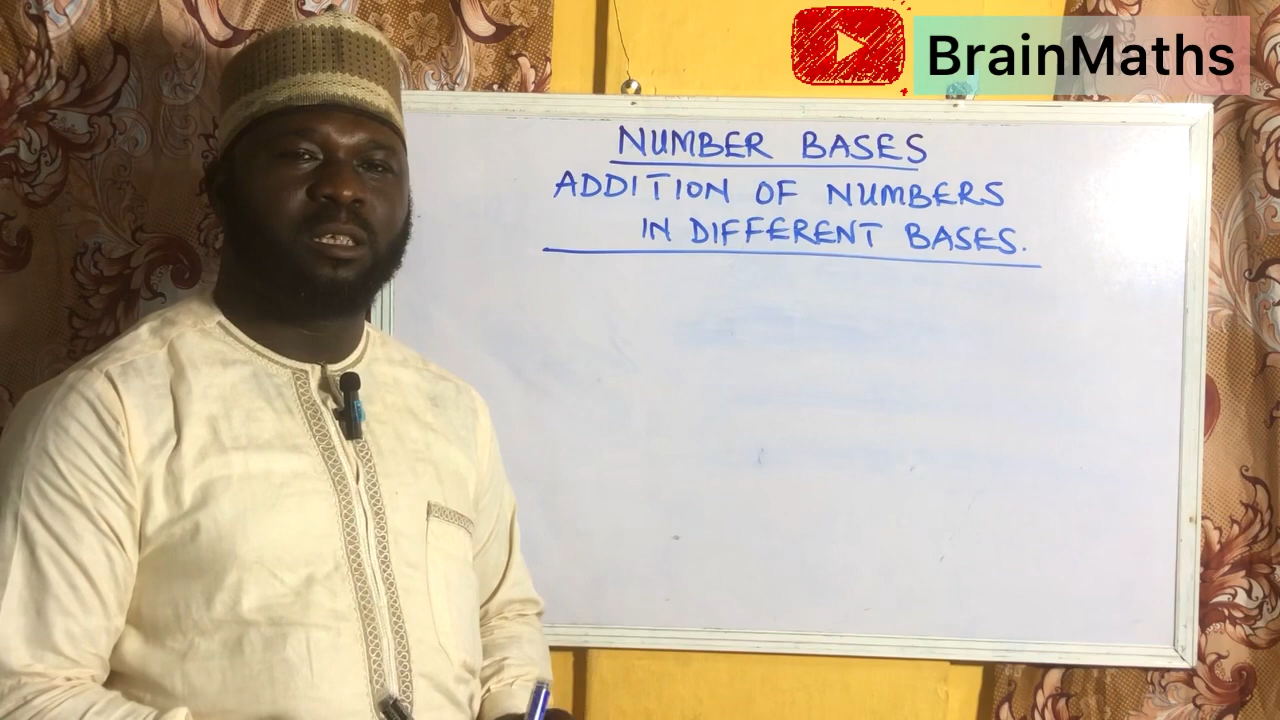 BrainMaths
NUMBER BASES
ADDITION OF NUMBERS
IN DIFFERENT BASES.